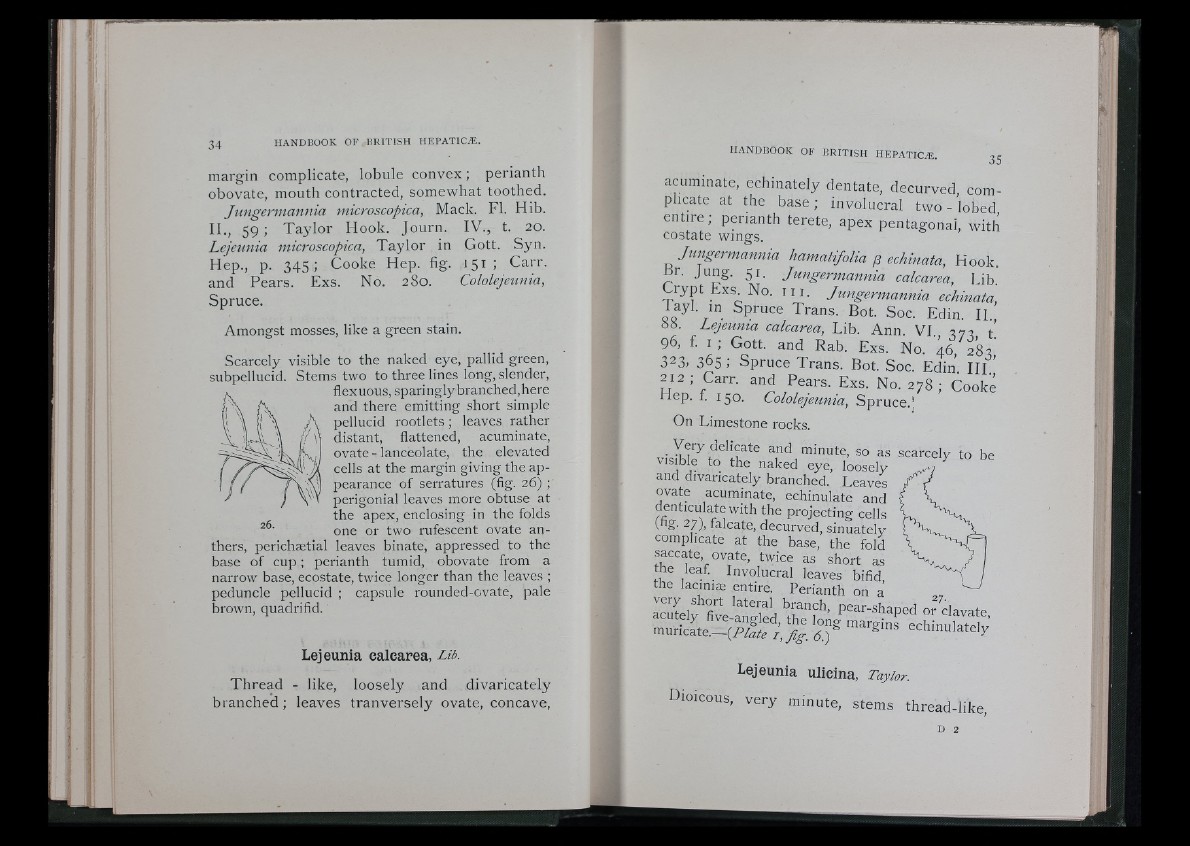 34 HANDBOOK OF BRITISH HEPATICÆ.
margin complicate, lobule convex; perianth
obovate, mouth contracted, somewhat toothed.
Jungermannia microscopica, Mack. Fl. Hib.
II., 59; Taylor Hook. Journ. IV., t. 20.
Lejeunia microscopica, Taylor in Gott. Syn.
Hep., p. 345; Cooke Hep. fig. 151; Carr.
and Pears. Exs. No. 280. Cololejeunia,
Spruce.
Amongst mosses, like a green stain.
Scarcely visible to the naked eye, pallid green,
subpellucid. Stems two to three lines long, slender,
flexuous, sparingly branched, here
and there emitting short simple
pellucid rootlets; leaves rather
distant, flattened, acuminate,
ovate-lanceolate, the elevated
cells at the margin giving the ap-
pearance of serratures (fig. 26);
perigonial leaves more obtuse at
the apex, enclosing in the folds
26.
one or two rufescent ovate an-
thers, perichætial leaves binate, appressed to the
base of cup; perianth tumid, obovate from a
narrow base, ecostate, twice longer than the leaves;
peduncle pellucid; capsule rounded-ovate, pale
brown, quadrifid.
Lejeunia calcarea, Lib.
Thread - like, loosely and divaricately
branched; leaves tranversely ovate, concave,
HANDBOOK OF BRITISH HEPATICÆ. 35
acuminate, echinately dentate, decurved, com-
plicate at the base; involucral two-lobed,
entire; perianth terete, apex pentagonal, with
costate wings.
Jungermannia hamatifolia β echinata, Hook.
Br. Jung. 51. Jungermannia calcarea, Lib.
Crypt Exs. No. 111. Jungermannia echinata,
Tayl. in Spruce Trans. Bot. Soc. Edin. II.,
88. Lejeunia calcarea, Lib. Ann. VI., 373, t.
96, f. 1; Gott. and Rab. Exs. No. 46, 283,
323, 365; Spruce Trans. Bot. Soc. Edin. III.,
212; Carr. and Pears. Exs. No. 278; Cooke
Hep. f. 150. Cololejeunia, Spruce.
On Limestone rocks.
Very delicate and minute, so as scarcely to be
visible to the naked eye, loosely
and divaricately branched. Leaves
ovate acuminate, echinulate and
denticulate with the projecting cells
(fig. 27), falcate, decurved, sinuately
complicate at the base, the fold
saccate, ovate, twice as short as
the leaf. Involucral leaves bifid,
the laciniæ entire. Perianth on a
27.
very short lateral branch, pear-shaped or clavate,
acutely five-angled, the long margins echinulately
muricate.—(Plate 1, fig. 6.)
Lejeunia ulicina, Taylor.
Dioicous, very minute, stems thread-like,
D 2